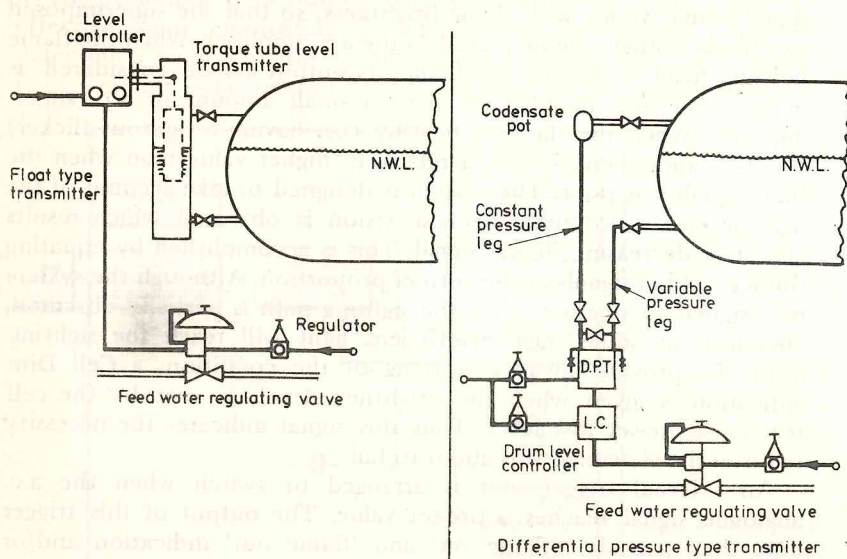 Level
controller
Torque tube level
transmitter
N.W.L.
Float type
transmitter
Regulator
Feed water regulating valve
Codensate
pot
N.W.L.
Constant
pressure
leg
Variable
pressure
leg
D.P.T.
L.C.
Drum level
controller
Feed water regulating valve
Differential pressure type transmitter